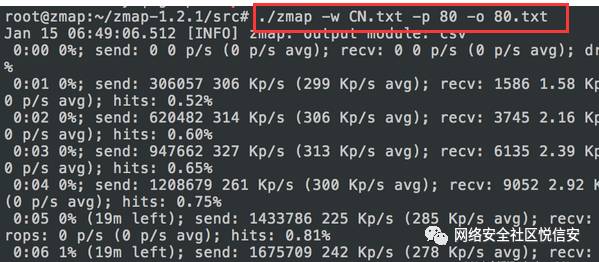 root@zmap:~/zmap-1.2.1/src# ./zmap -w CN.txt -p 80 -o 80.txt
Jan 15 06:49:06.512 [INFO] zmap: output module: csv
0:00 0%; send: 0 0 p/s (0 p/s avg); recv: 0 0 p/s (0 p/s avg); dr
%
0:01 0%; send: 306057 306 Kp/s (299 Kp/s avg); recv: 1586 1.58 K
0 p/s avg); hits: 0.52%
0:02 0%; send: 620482 314 Kp/s (306 Kp/s avg); recv: 3745 2.16 K
0 p/s avg); hits: 0.60%
0:03 0%; send: 947662 327 Kp/s (313 Kp/s avg); recv: 6135 2.39 K
0 p/s avg); hits: 0.65%
0:04 0%; send: 1208679 261 Kp/s (300 Kp/s avg); recv: 9052 2.92 K
(0 p/s avg); hits: 0.75%
0:05 0% (19m left); send: 1433786 225 Kp/s (285 Kp/s avg); recv
rops: 0 p/s (0 p/s avg); hits: 0.81%
0:06 1% (19m left); send: 1675709 242 Kp/s (278 Kp/s avg); rec
网络安全社区悦信安